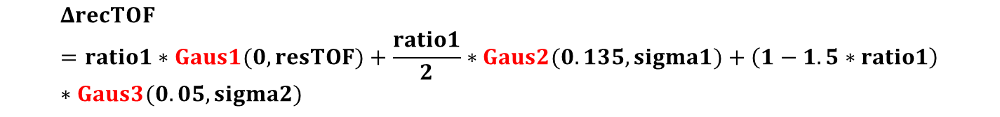 ΔrecTOF
= ratio1 ∗ Gaus1(0, resTOF) + ratio1/2 ∗ Gaus2(0.135, sigma1) + (1 − 1.5 ∗ ratio1)
∗ Gaus3(0.05, sigma2)